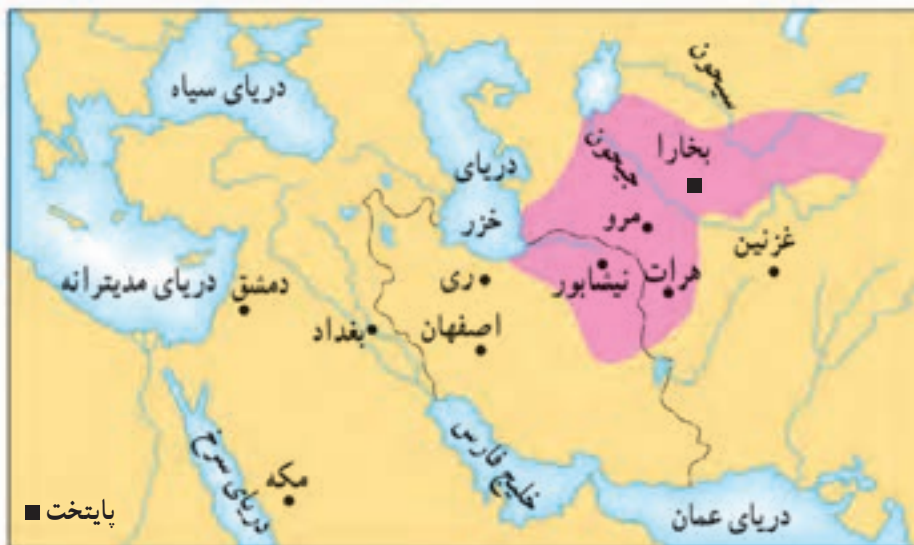 سیحون
دریای سیاه
بخارا
دریای
خزر
جیحون
مرو
غزنین
هرات
نیشابور
ری
دمشق
دریای مدیترانه
بغداد
اصفهان
خلیج فارس
دریای سرخ
مکه
دریای عمان
پایتخت